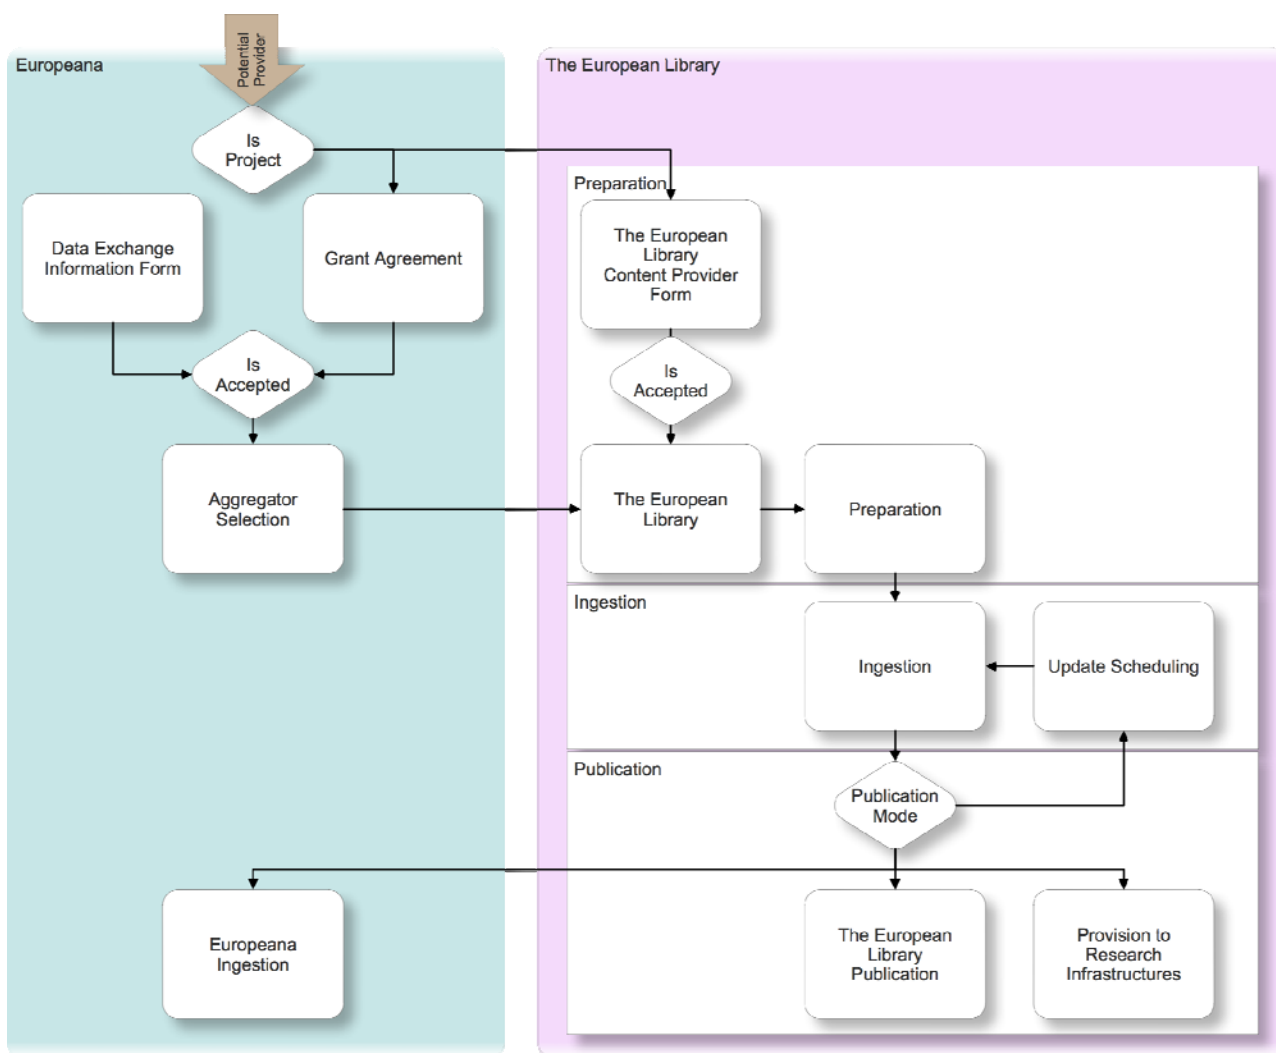 Potential
Provider
Europeana
The European Library
Is
Project
Preparation
Data Exchange
Information Form
Grant Agreement
The European
Library
Content Provider
Form
Is
Accepted
Is
Accepted
Aggregator
Selection
The European
Library
Preparation
Ingestion
Ingestion
Update Scheduling
Publication
Publication
Mode
Europeana
Ingestion
The European
Library
Publication
Provision to
Research
Infrastructures